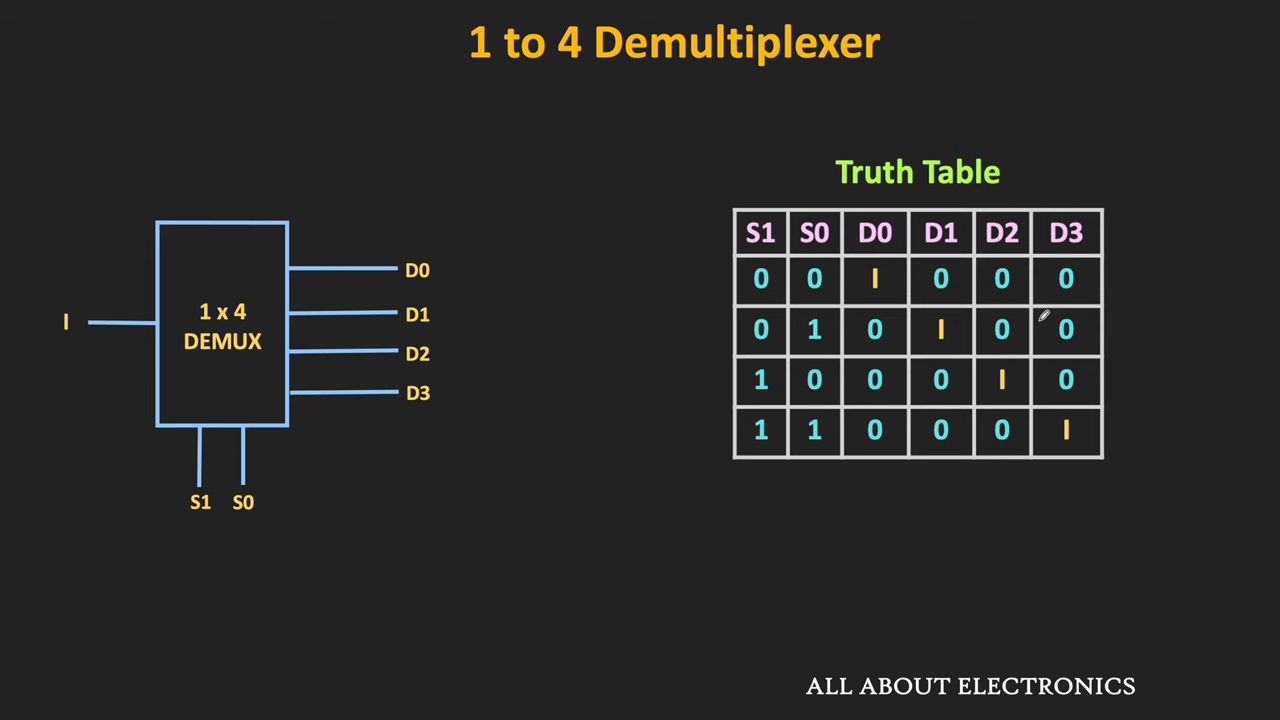 1 to 4 Demultiplexer
I
1 x 4
DEMUX
D0
D1
D2
D3
S1 S0
Truth Table
S1 S0 D0 D1 D2 D3
0 0 I 0 0 0
0 1 0 I 0 0
1 0 0 0 I 0
1 1 0 0 0 I
ALL ABOUT ELECTRONICS